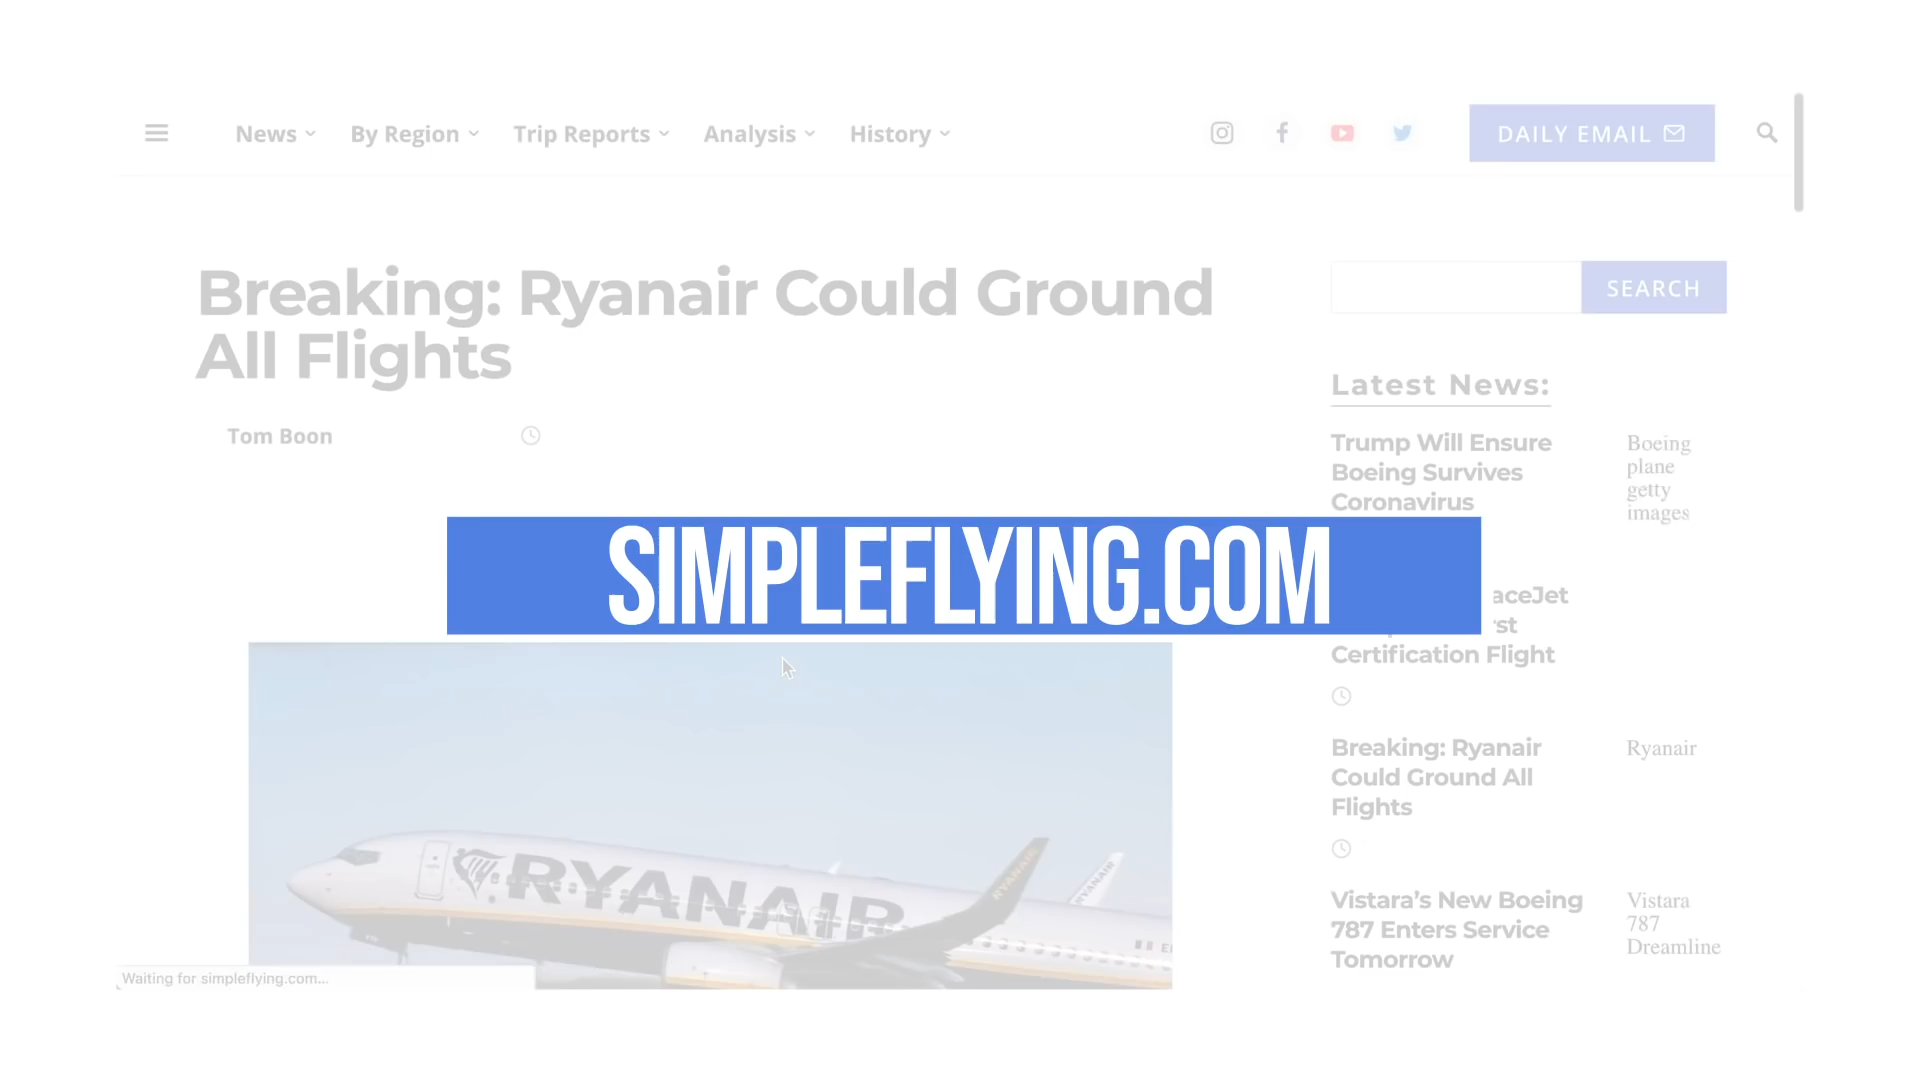 News
By Region
Trip Reports
Analysis
History
DAILY EMAIL
Breaking: Ryanair Could Ground
All Flights
Tom Boon
SEARCH
Latest News:
Trump Will Ensure
Boeing Survives
Coronavirus
Boeing
plane
getty
images
SIMPLEFLYING.COM
Certification Flight
Breaking: Ryanair
Could Ground All
Flights
Ryanair
Vistara's New Boeing
787 Enters Service
Tomorrow
Vistara
787
Dreamline
RYANAIR
RYANAIR
RYANAIR
Waiting for simpleflying.com...